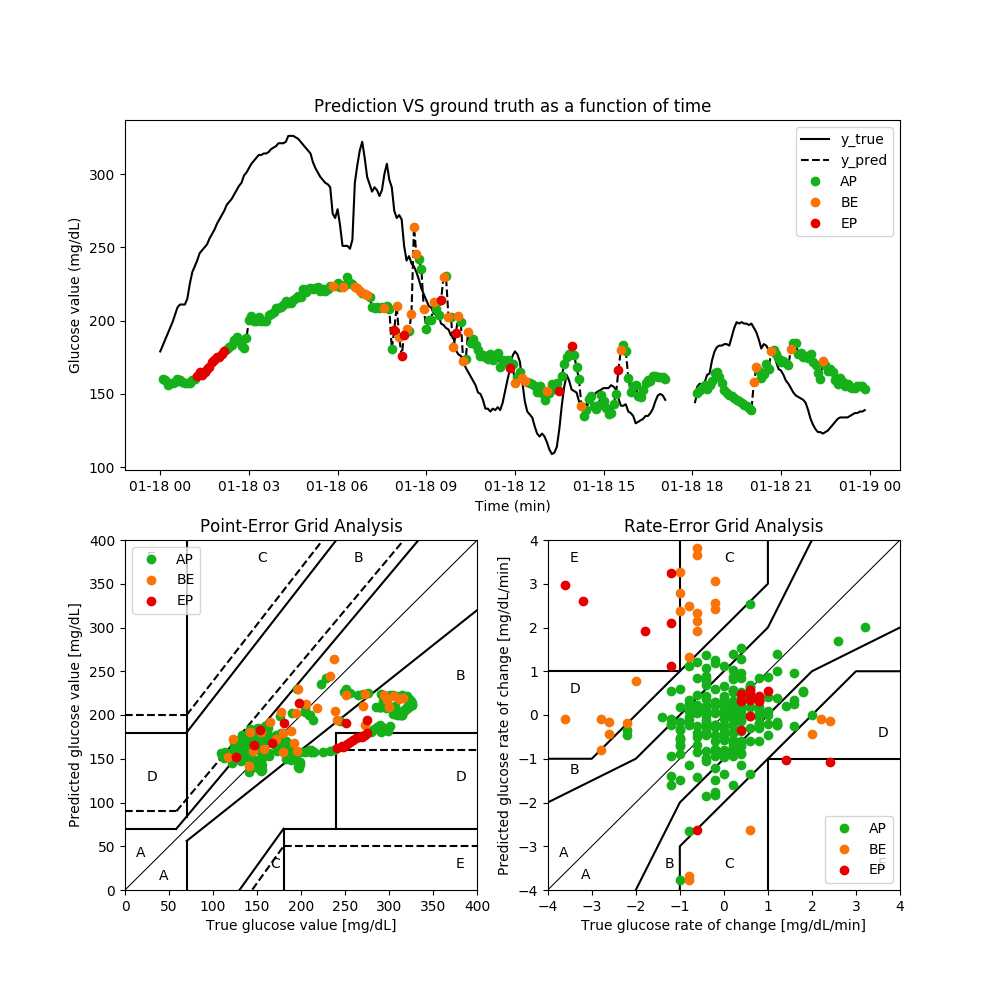 Prediction VS ground truth as a function of time
Glucose value (mg/dL)
300
250
200
150
100
y_true
y_pred
AP
BE
EP
01-18 00 01-18 03 01-18 06 01-18 09 01-18 12 01-18 15 01-18 18 01-18 21 01-19 00
Time (min)
Point-Error Grid Analysis
Predicted glucose value [mg/dL]
400
350
300
250
200
150
100
50
0
AP
BE
EP
C
B
B
D
D
A
A
C
E
0 50 100 150 200 250 300 350 400
True glucose value [mg/dL]
Rate-Error Grid Analysis
Predicted glucose rate of change [mg/dL/min]
4
3
2
1
0
−1
−2
−3
−4
E
C
D
D
B
A
A
B
C
AP
BE
EP
−4 −3 −2 −1 0 1 2 3 4
True glucose rate of change [mg/dL/min]